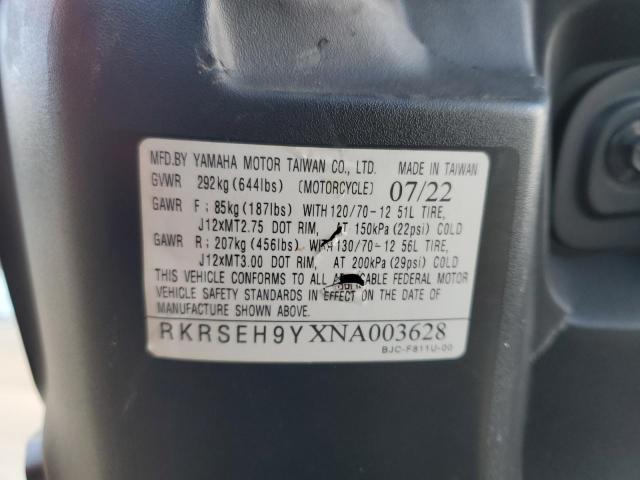 MFD.BY YAMAHA MOTOR TAIWAN CO., LTD. MADE IN TAIWAN
GVWR 292kg(644lbs) (MOTORCYCLE) 07/22
GAWR F ; 85kg(187lbs) WITH 120/70-12 51L TIRE,
J12xMT2.75 DOT RIM, AT 150kPa(22psi) COLD
GAWR R; 207kg(456lbs) WITH 130/70-12 56L TIRE,
J12xMT3.00 DOT RIM, AT 200kPa(29psi) COLD
THIS VEHICLE CONFORMS TO ALL APPLICABLE FEDERAL MOTOR
VEHICLE SAFETY STANDARDS IN EFFECT ON THE DATE OF
MANUFACTURE SHOWN ABOVE.
RKRSEH9YXNA003628
BJC-F811U-00